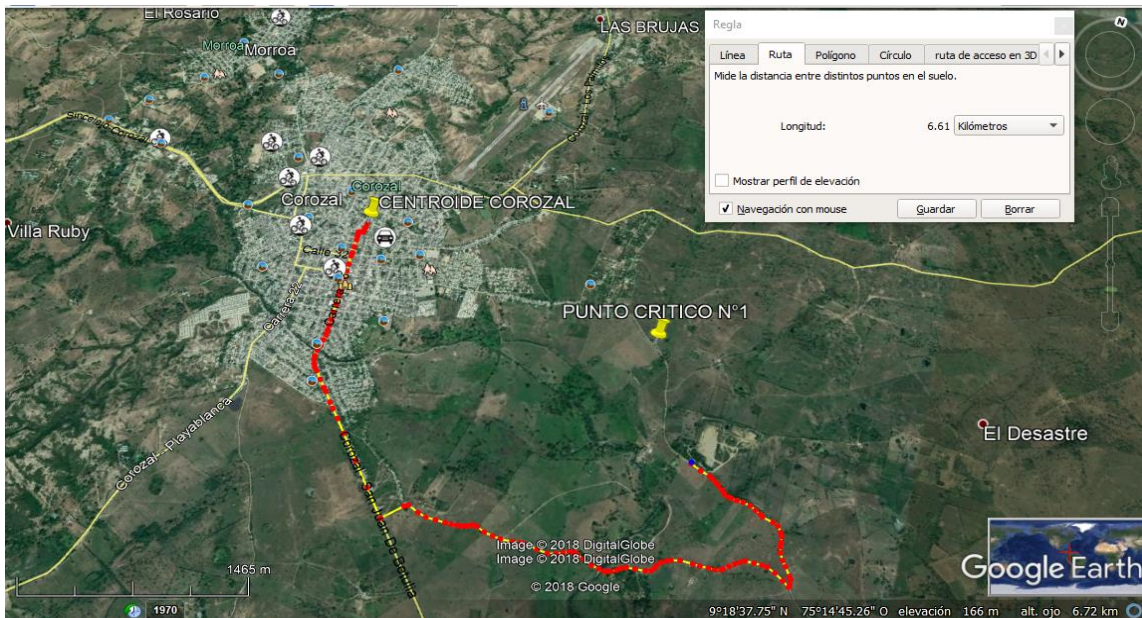 El Rosario
Morroa
Morroa
LAS BRUJAS
Regla
Línea
Ruta
Polígono
Círculo
ruta de acceso en 3D
Mide la distancia entre distintos puntos en el suelo.
Longitud:
6.61
Kilómetros
Mostrar perfil de elevación
Navegación con mouse
Guardar
Borrar
Corozal
Corozal
CENTROIDE COROZAL
Villa Ruby
Carrera 22
PUNTO CRITICO N°1
El Desastre
Corozal - Playablanca
Image © 2018 DigitalGlobe
Image © 2018 DigitalGlobe
© 2018 Google
1465 m
Google Earth
1970
9°18'37.75" N 75°14'45.26" O elevación 166 m alt. ojo 6.72 km
N